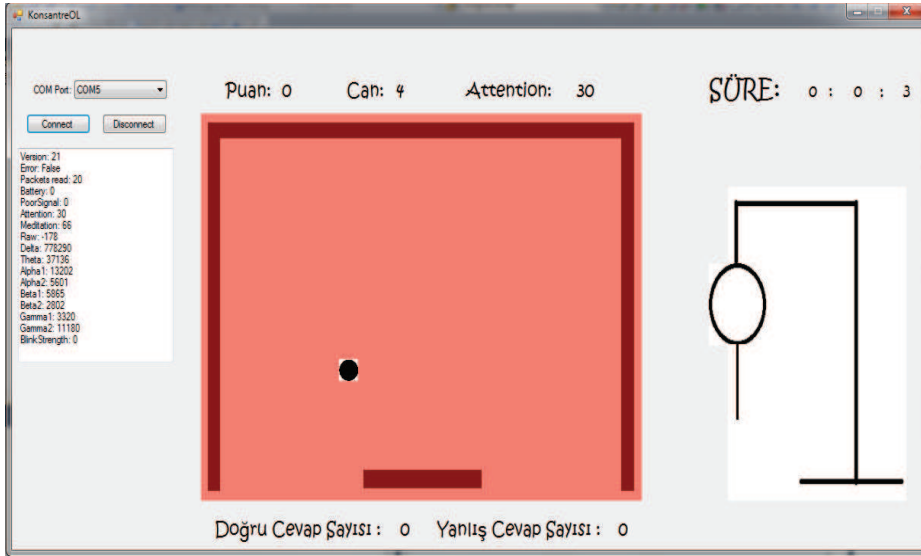 KonsantreOL
COM Port: COM5
Puan: 0 Can: 4 Attention: 30
SÜRE: 0 : 0 : 3
Connect Disconnect
Version: 21
Error: False
Packets read: 20
Battery: 0
PoorSignal: 0
Attention: 30
Meditation: 66
Raw: -178
Delta: 778290
Theta: 37136
Alpha1: 13202
Alpha2: 5601
Beta1: 5865
Beta2: 2802
Gamma1: 3320
Gamma2: 11180
BlinkStrength: 0
Doğru Cevap Sayısı : 0 Yanlış Cevap Sayısı : 0